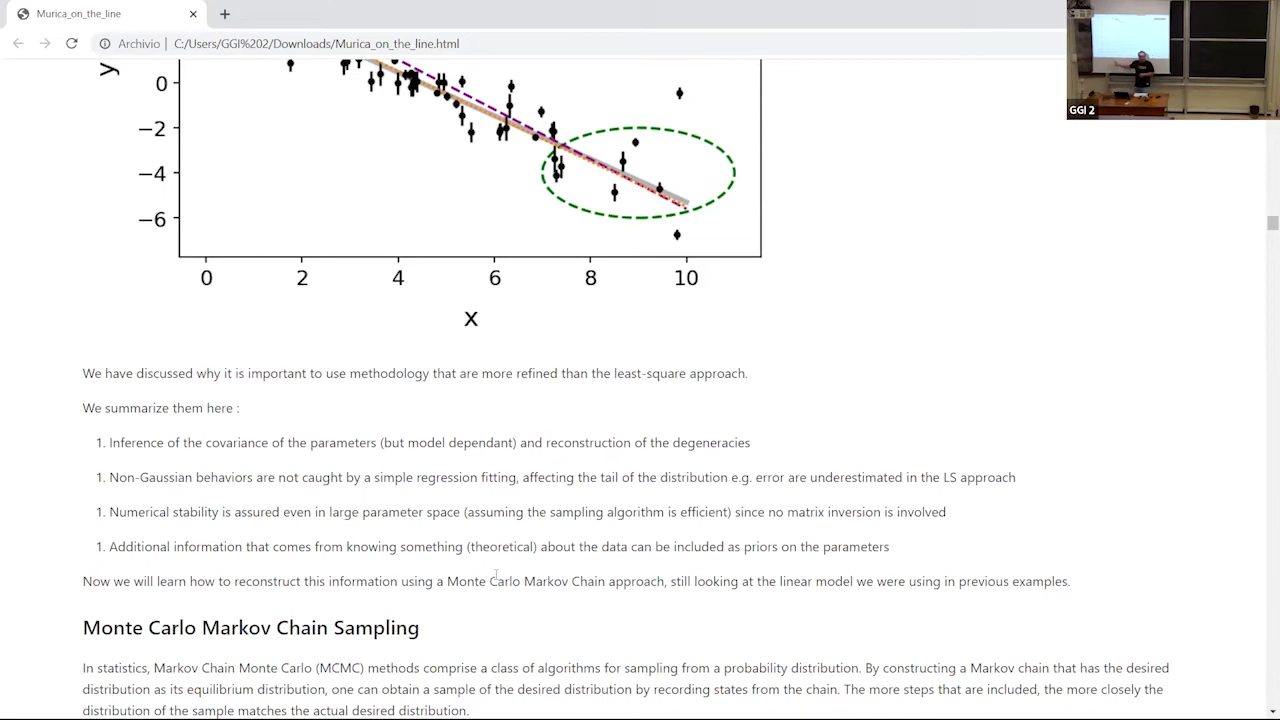 Murica_on_the_line
Archivio | C:/Users/GGI%202/Downloads/Murica_on_the_line.html
GGI 2
y
0
−2
−4
−6
0 2 4 6 8 10
x
We have discussed why it is important to use methodology that are more refined than the least-square approach.
We summarize them here :
1. Inference of the covariance of the parameters (but model dependant) and reconstruction of the degeneracies
1. Non-Gaussian behaviors are not caught by a simple regression fitting, affecting the tail of the distribution e.g. error are underestimated in the LS approach
1. Numerical stability is assured even in large parameter space (assuming the sampling algorithm is efficient) since no matrix inversion is involved
1. Additional information that comes from knowing something (theoretical) about the data can be included as priors on the parameters
Now we will learn how to reconstruct this information using a Monte Carlo Markov Chain approach, still looking at the linear model we were using in previous examples.
Monte Carlo Markov Chain Sampling
In statistics, Markov Chain Monte Carlo (MCMC) methods comprise a class of algorithms for sampling from a probability distribution. By constructing a Markov chain that has the desired
distribution as its equilibrium distribution, one can obtain a sample of the desired distribution by recording states from the chain. The more steps that are included, the more closely the
distribution of the sample matches the actual desired distribution.